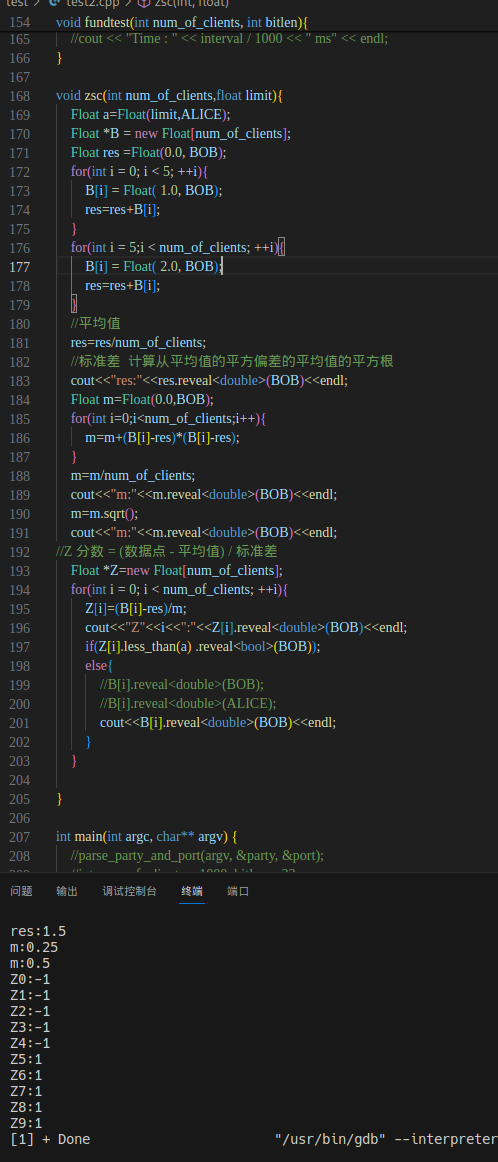 test > test2.cpp > zsc(int, float)
154 void fundtest(int num_of_clients, int bitlen){
165 //cout << "Time : " << interval / 1000 << " ms" << endl;
166 }
167
168 void zsc(int num_of_clients,float limit){
169 Float a=Float(limit,ALICE);
170 Float *B = new Float[num_of_clients];
171 Float res =Float(0.0, BOB);
172 for(int i = 0; i < 5; ++i){
173 B[i] = Float( 1.0, BOB);
174 res=res+B[i];
175 }
176 for(int i = 5;i < num_of_clients; ++i){
177 B[i] = Float( 2.0, BOB);
178 res=res+B[i];
179 }
180 //平均值
181 res=res/num_of_clients;
182 //标准差 计算从平均值的平方偏差的平均值的平方根
183 cout<<"res:"<<res.reveal<double>(BOB)<<endl;
184 Float m=Float(0.0,BOB);
185 for(int i=0;i<num_of_clients;i++){
186 m=m+(B[i]-res)*(B[i]-res);
187 }
188 m=m/num_of_clients;
189 cout<<"m:"<<m.reveal<double>(BOB)<<endl;
190 m=m.sqrt();
191 cout<<"m:"<<m.reveal<double>(BOB)<<endl;
192 //Z 分数 = (数据点 - 平均值) / 标准差
193 Float *Z=new Float[num_of_clients];
194 for(int i = 0; i < num_of_clients; ++i){
195 Z[i]=(B[i]-res)/m;
196 cout<<"Z"<<i<<":"<<Z[i].reveal<double>(BOB)<<endl;
197 if(Z[i].less_than(a) .reveal<bool>(BOB));
198 else{
199 //B[i].reveal<double>(BOB);
200 //B[i].reveal<double>(ALICE);
201 cout<<B[i].reveal<double>(BOB)<<endl;
202 }
203 }
204
205 }
206
207 int main(int argc, char** argv) {
208 //parse_party_and_port(argv, &party, &port);
问题 输出 调试控制台 终端 端口
res:1.5
m:0.25
m:0.5
Z0:-1
Z1:-1
Z2:-1
Z3:-1
Z4:-1
Z5:1
Z6:1
Z7:1
Z8:1
Z9:1
[1] + Done "/usr/bin/gdb" --interpreter